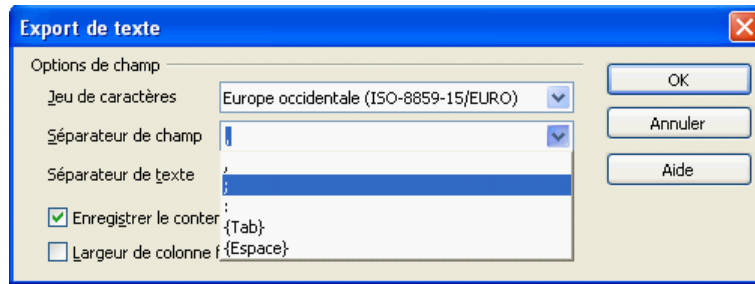 Export de texte
Options de champ
Jeu de caractères Europe occidentale (ISO-8859-15/EURO) OK
Séparateur de champ , Annuler
,
Séparateur de texte ; Aide
:
Enregistrer le conter {Tab}
Largeur de colonne f {Espace}